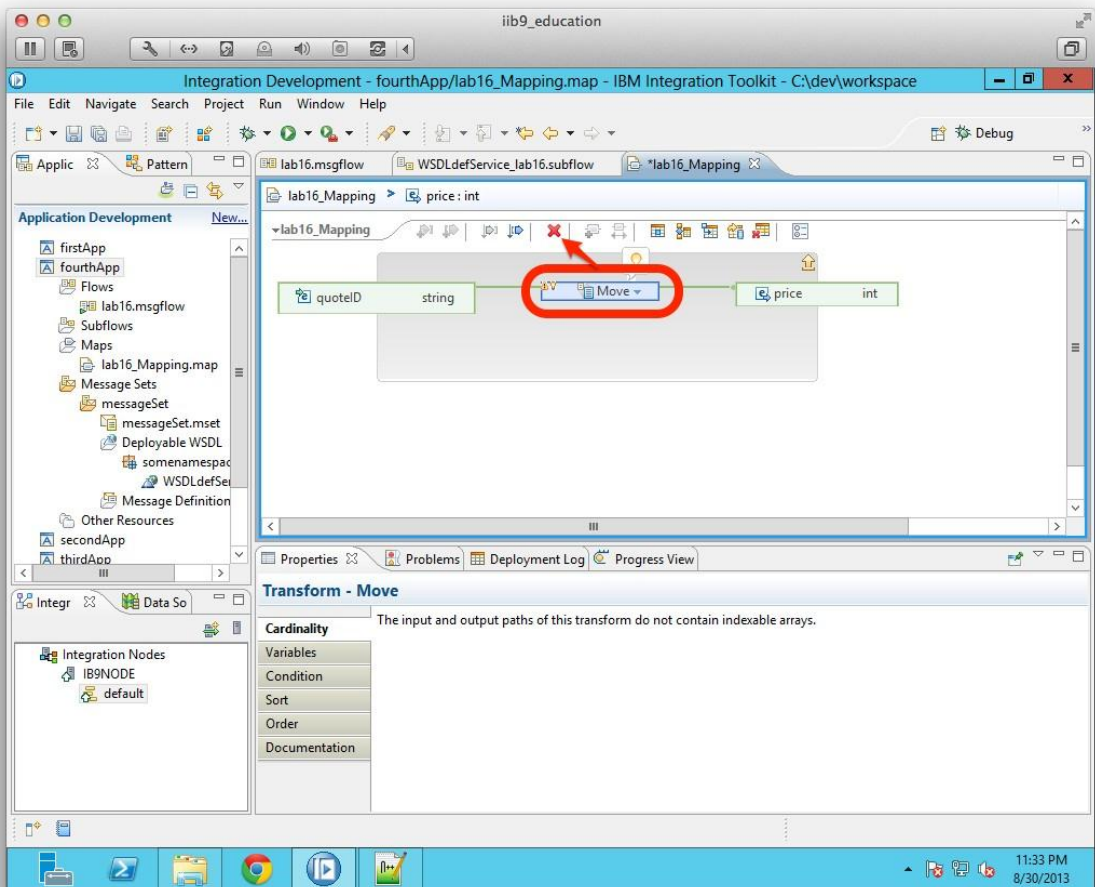 iib9_education
Integration Development - fourthApp/lab16_Mapping.map - IBM Integration Toolkit - C:\dev\workspace
File Edit Navigate Search Project Run Window Help
Debug
Applic
Pattern
lab16.msgflow
WSDLdefService_lab16.subflow
*lab16_Mapping
Application Development
New...
firstApp
fourthApp
Flows
lab16.msgflow
Subflows
Maps
lab16_Mapping.map
Message Sets
messageSet
messageSet.mset
Deployable WSDL
somenamespac
WSDLdefSer
Message Definition
Other Resources
secondApp
thirdApp
lab16_Mapping > price : int
lab16_Mapping
quoteID string
Move
price int
Properties
Problems
Deployment Log
Progress View
Transform - Move
Cardinality
Variables
Condition
Sort
Order
Documentation
The input and output paths of this transform do not contain indexable arrays.
Integr
Data So
Integration Nodes
IB9NODE
default
11:33 PM
8/30/2013